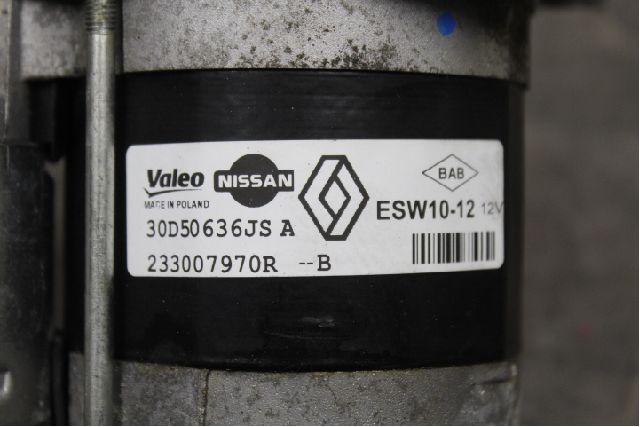 Valeo NISSAN BAB
MADE IN POLAND
ESW10-12 12V
30D50636JS A
233007970R --B